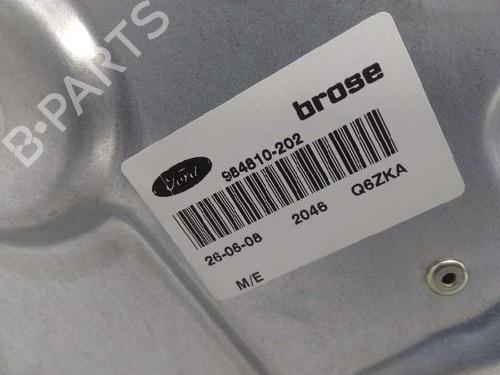 B-PARTS
brose
Ford
984810-202
26-06-08 2046 Q6ZKA
M/E